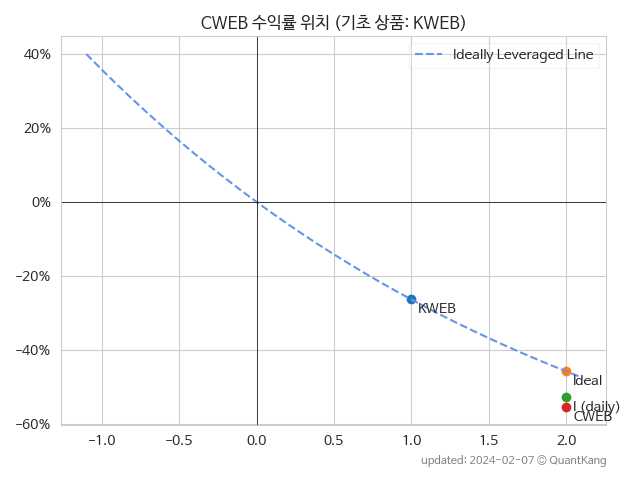 CWEB 수익률 위치 (기초 상품: KWEB)
Ideally Leveraged Line
40%
20%
0%
−20%
−40%
−60%
KWEB
Ideal
l (daily)
CWEB
−1.0
−0.5
0.0
0.5
1.0
1.5
2.0
updated: 2024-02-07 © QuantKang